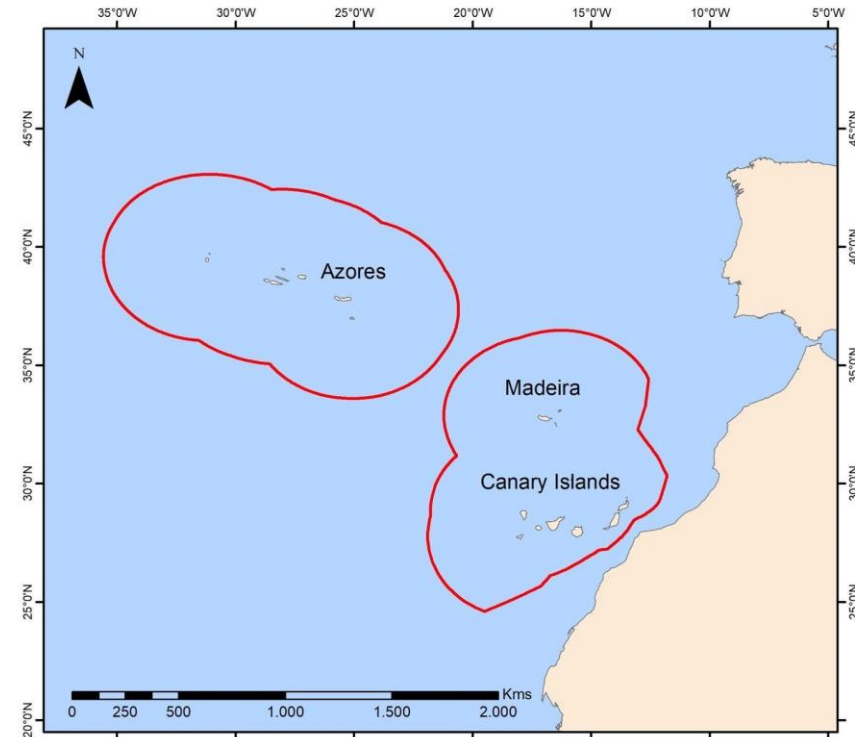 35°0'W 30°0'W 25°0'W 20°0'W 15°0'W 10°0'W 5°0'W
N
45°0'N 45°0'N
40°0'N 40°0'N
Azores
35°0'N 35°0'N
Madeira
30°0'N 30°0'N
Canary Islands
25°0'N 25°0'N
Kms
0 250 500 1.000 1.500 2.000
20°0'N 20°0'N